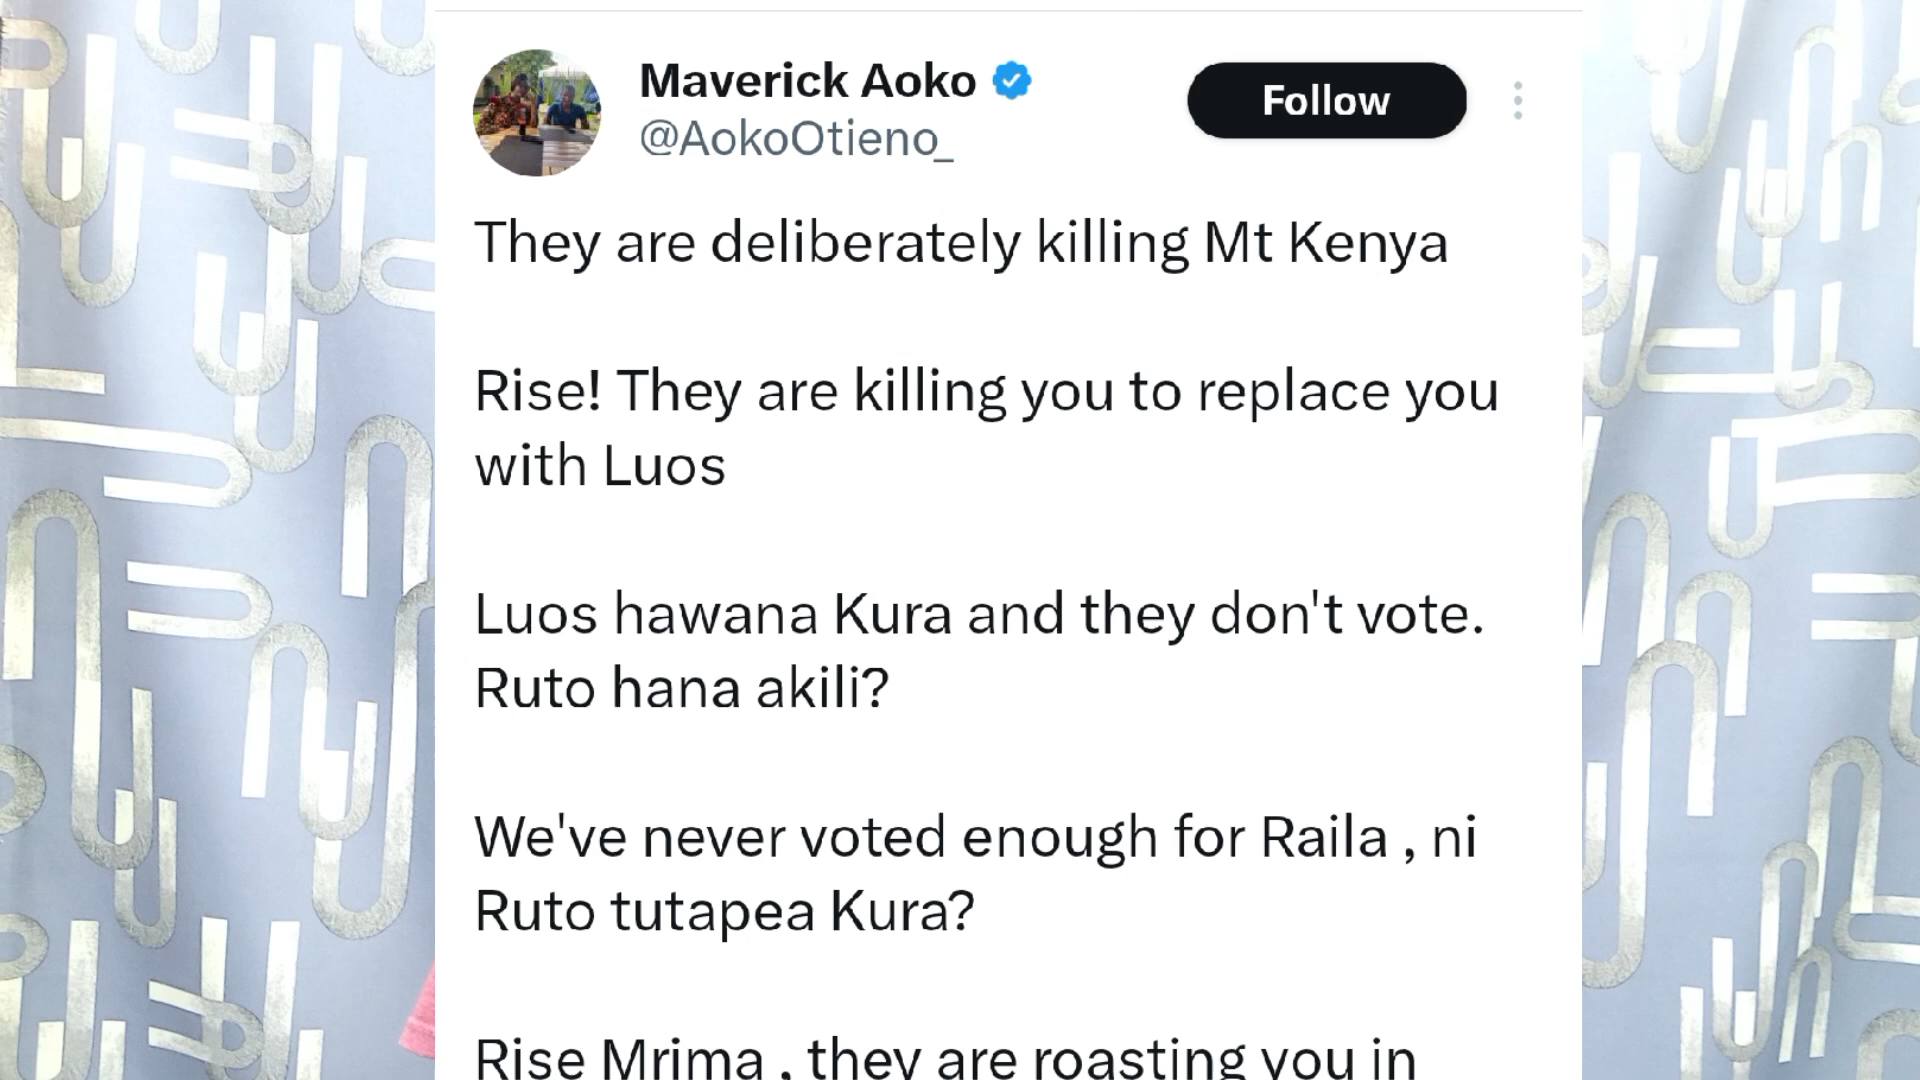 Maverick Aoko
Follow
@AokoOtieno_
They are deliberately killing Mt Kenya
Rise! They are killing you to replace you
with Luos
Luos hawana Kura and they don't vote.
Ruto hana akili?
We've never voted enough for Raila , ni
Ruto tutapea Kura?
Rise Mrima , they are roasting you in